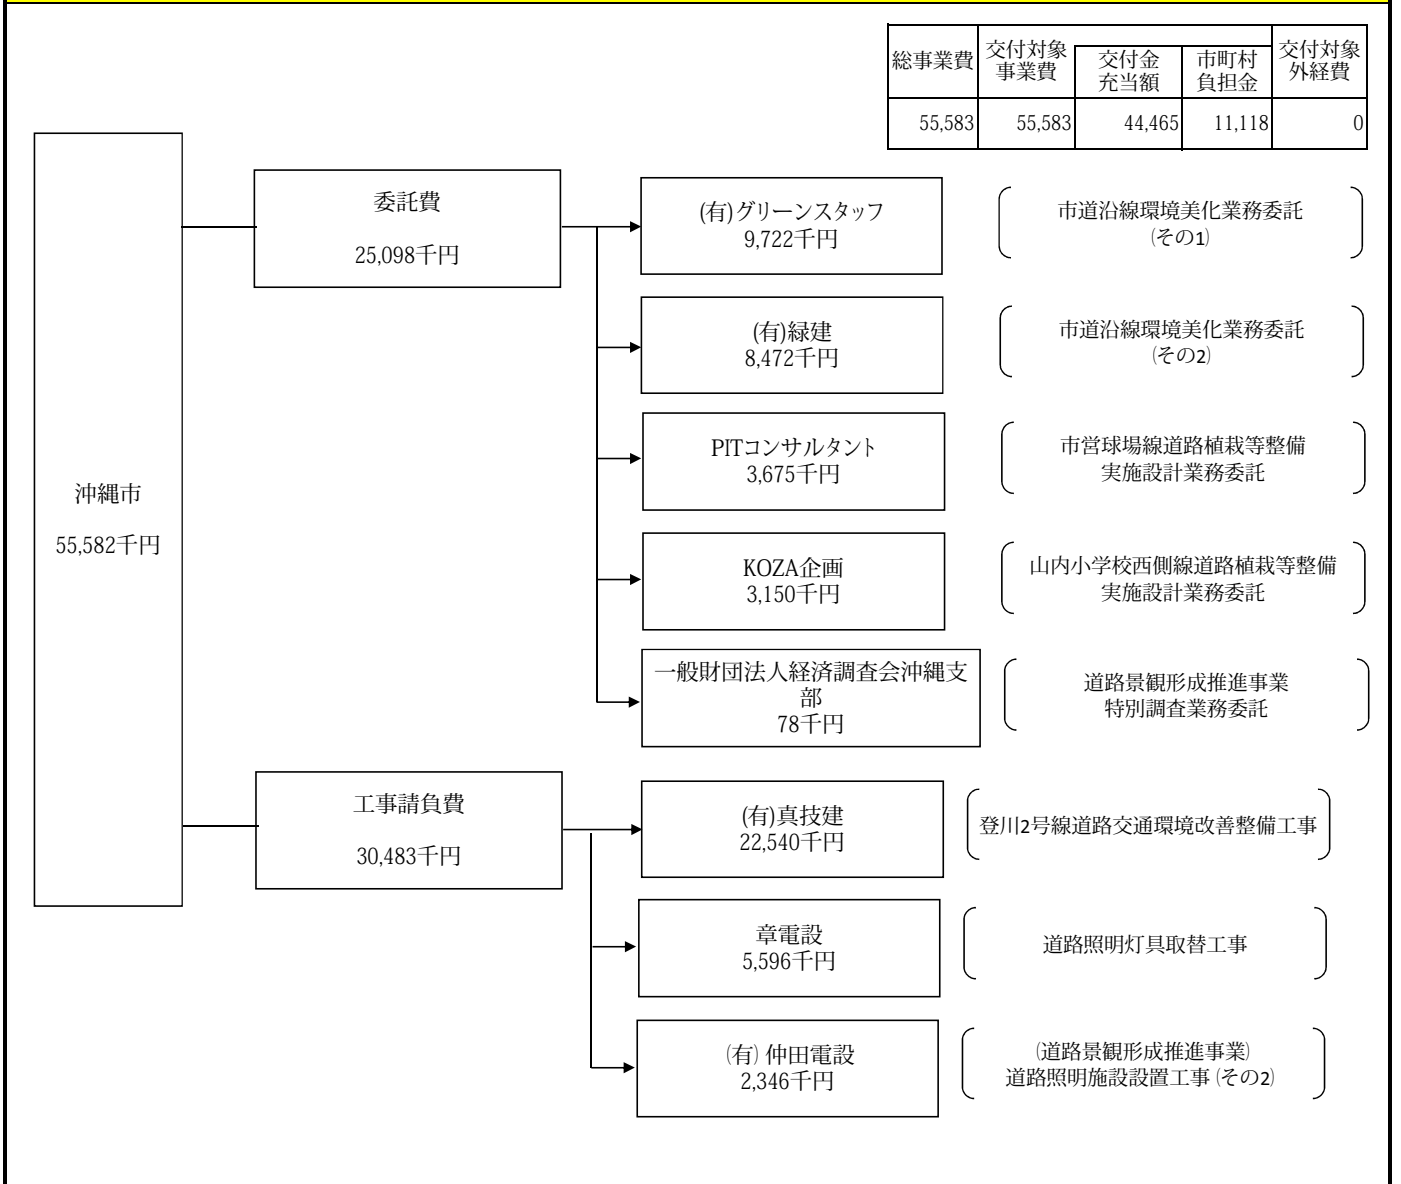 総事業費
交付対象
事業費
交付金
充当額
市町村
負担金
交付対象
外経費
55,583 55,583 44,465 11,118 0
沖縄市
55,582千円
委託費
25,098千円
(有)グリーンスタッフ
9,722千円
市道沿線環境美化業務委託
(その1)
(有)緑建
8,472千円
市道沿線環境美化業務委託
(その2)
PITコンサルタント
3,675千円
市営球場線道路植栽等整備
実施設計業務委託
KOZA企画
3,150千円
山内小学校西側線道路植栽等整備
実施設計業務委託
一般財団法人経済調査会沖縄支
部
78千円
道路景観形成推進事業
特別調査業務委託
工事請負費
30,483千円
(有)真技建
22,540千円
登川2号線道路交通環境改善整備工事
章電設
5,596千円
道路照明灯具取替工事
(有) 仲田電設
2,346千円
(道路景観形成推進事業)
道路照明施設設置工事 (その2)